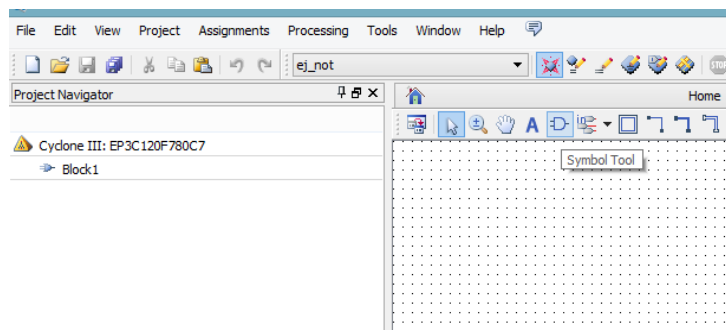 File Edit View Project Assignments Processing Tools Window Help
ej_not
STOP
Project Navigator
Home
A
Symbol Tool
Cyclone III: EP3C120F780C7
Block1